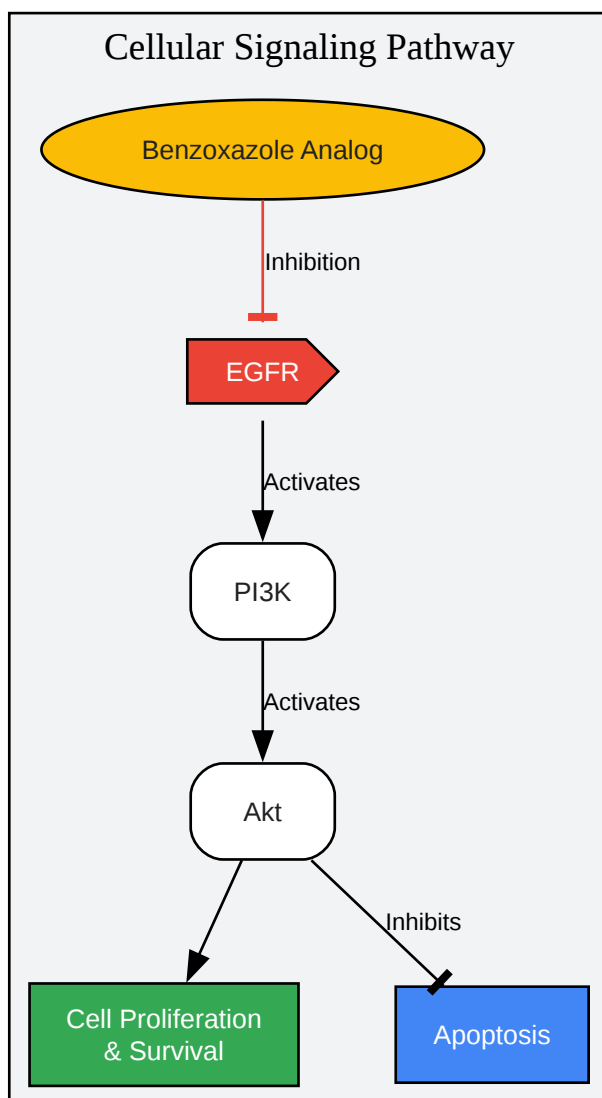 Cellular Signaling Pathway
Benzoxazole Analog
Inhibition
EGFR
Activates
PI3K
Activates
Akt
Inhibits
Cell Proliferation
& Survival
Apoptosis